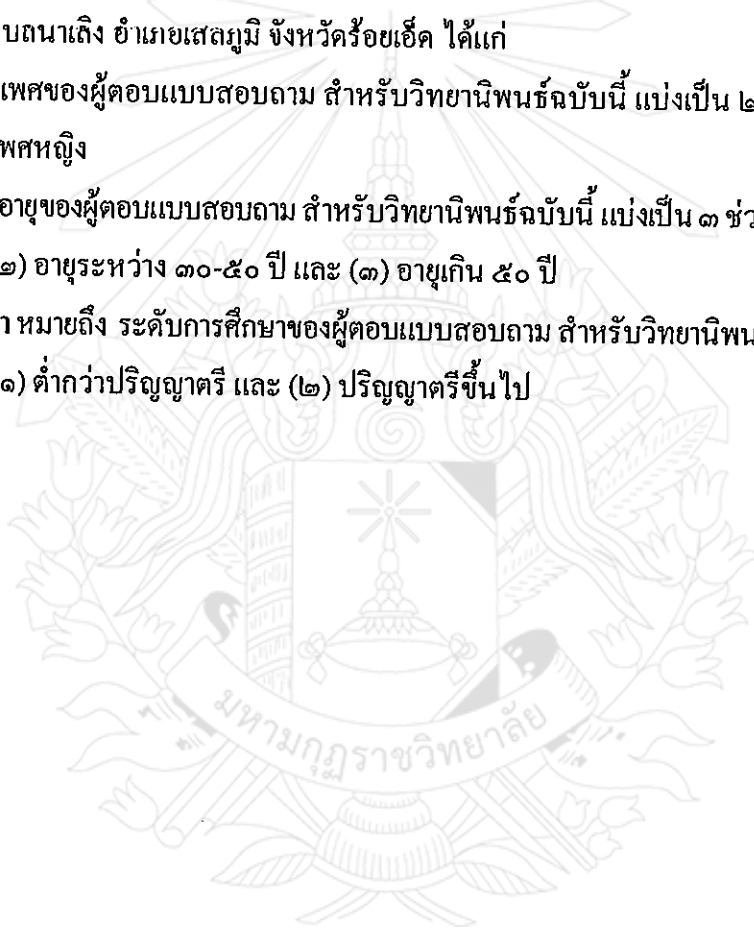 บถนาเลิง อำเภอเสลภูมิ จังหวัดร้อยเอ็ด ได้แก่
เพศของผู้ตอบแบบสอบถาม สำหรับวิทยานิพนธ์ฉบับนี้ แบ่งเป็น ๒
พศหญิง
อายุของผู้ตอบแบบสอบถาม สำหรับวิทยานิพนธ์ฉบับนี้ แบ่งเป็น ๓ ช่ว
๒) อายุระหว่าง ๓๐-๕๐ ปี และ (๓) อายุเกิน ๕๐ ปี
า หมายถึง ระดับการศึกษาของผู้ตอบแบบสอบถาม สำหรับวิทยานิพน
๑) ต่ำกว่าปริญญาตรี และ (๒) ปริญญาตรีขึ้นไป
มหามกุฏราชวิทยาลัย